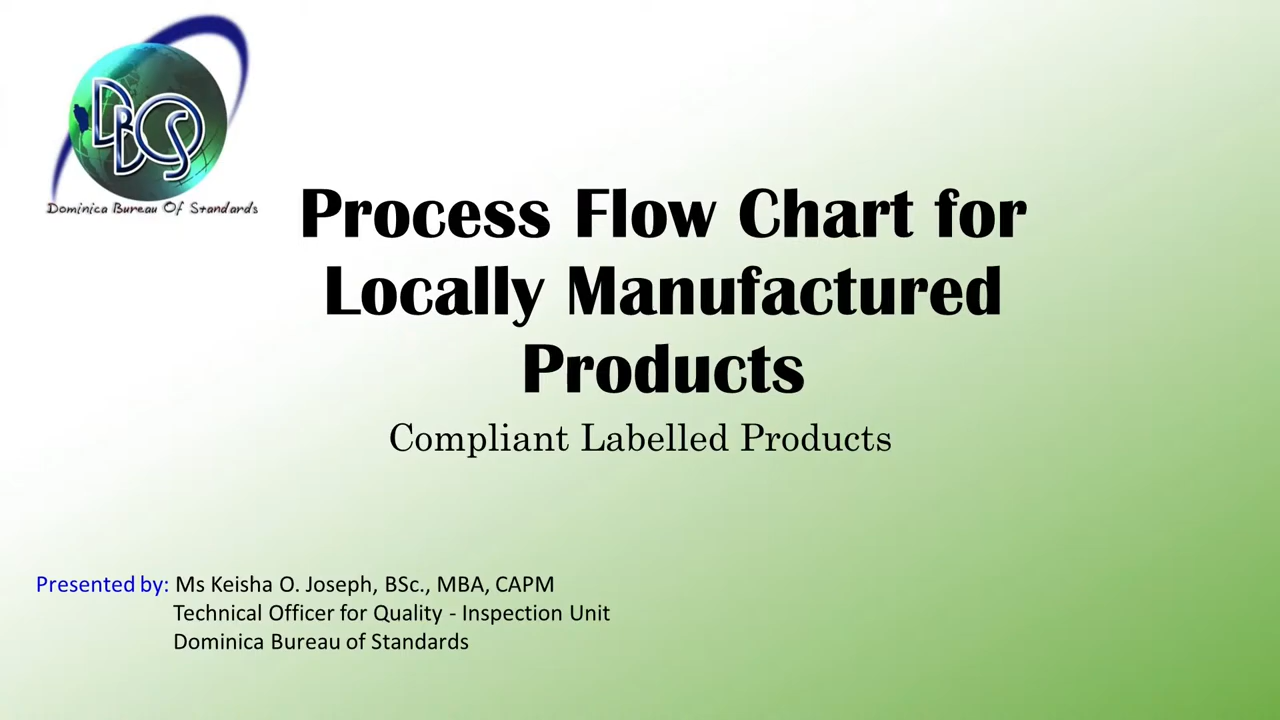 DBOS
Dominica Bureau Of Standards
Process Flow Chart for
Locally Manufactured
Products
Compliant Labelled Products
Presented by: Ms Keisha O. Joseph, BSc., MBA, CAPM
Technical Officer for Quality - Inspection Unit
Dominica Bureau of Standards